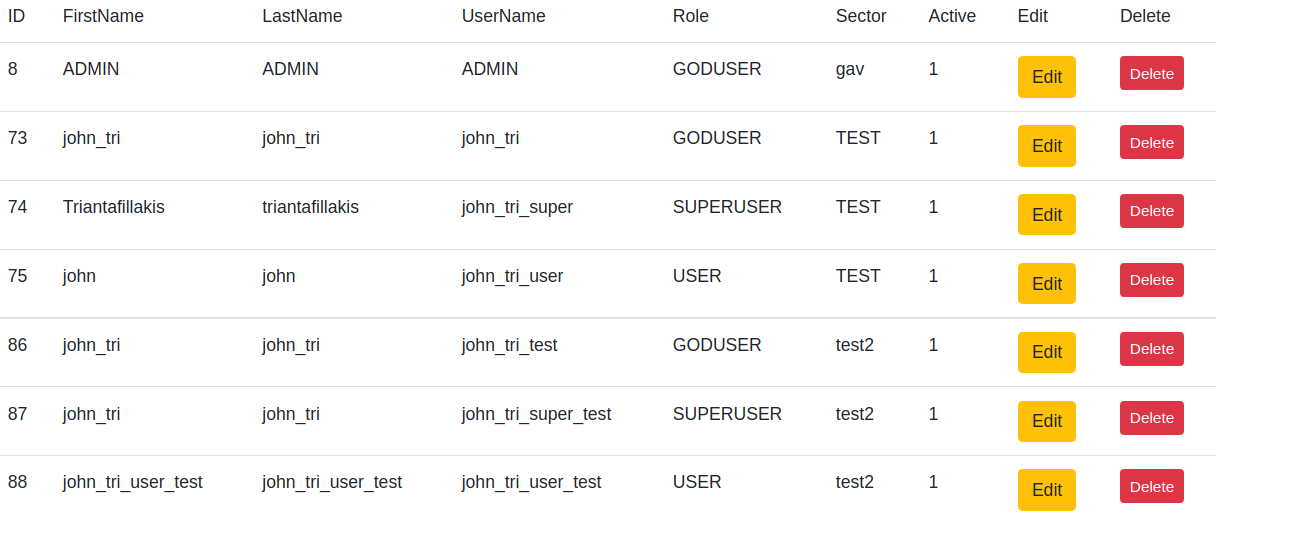 ID FirstName LastName UserName Role Sector Active Edit Delete
8 ADMIN ADMIN ADMIN GODUSER gav 1 Edit Delete
73 john_tri john_tri john_tri GODUSER TEST 1 Edit Delete
74 Triantafillakis triantafillakis john_tri_super SUPERUSER TEST 1 Edit Delete
75 john john john_tri_user USER TEST 1 Edit Delete
86 john_tri john_tri john_tri_test GODUSER test2 1 Edit Delete
87 john_tri john_tri john_tri_super_test SUPERUSER test2 1 Edit Delete
88 john_tri_user_test john_tri_user_test john_tri_user_test USER test2 1 Edit Delete